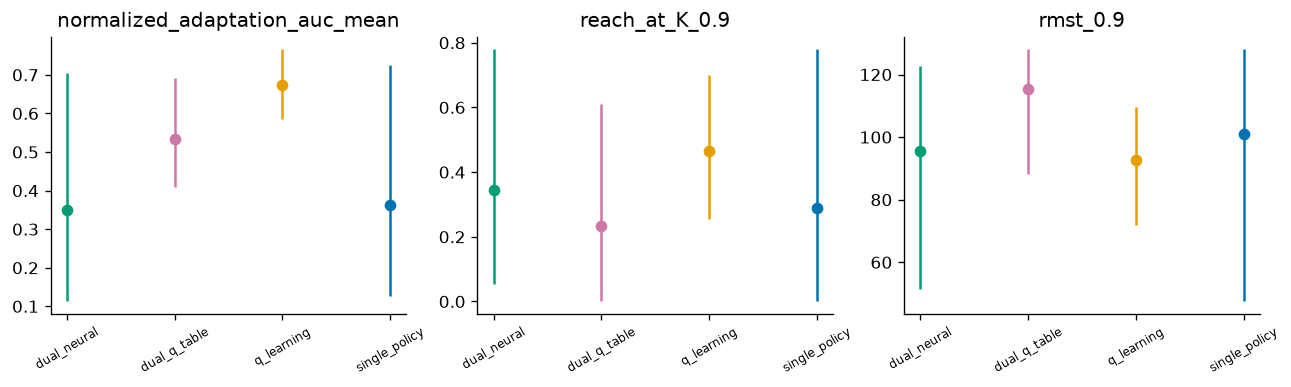 normalized_adaptation_auc_mean
0.7
0.6
0.5
0.4
0.3
0.2
0.1
dual_neural
dual_q_table
q_learning
single_policy
reach_at_K_0.9
0.8
0.6
0.4
0.2
0.0
dual_neural
dual_q_table
q_learning
single_policy
rmst_0.9
120
100
80
60
dual_neural
dual_q_table
q_learning
single_policy